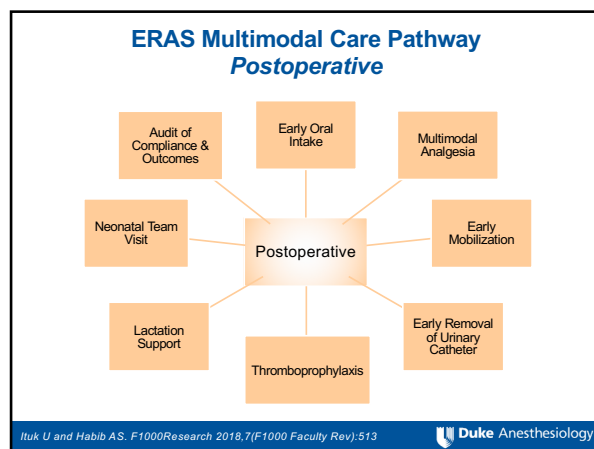 ERAS Multimodal Care Pathway
Postoperative
Early Oral
Intake
Multimodal
Analgesia
Early
Mobilization
Early Removal
of Urinary
Catheter
Thromboprophylaxis
Lactation
Support
Neonatal Team
Visit
Audit of
Compliance &
Outcomes
Postoperative
Ituk U and Habib AS. F1000Research 2018,7(F1000 Faculty Rev):513
Duke Anesthesiology